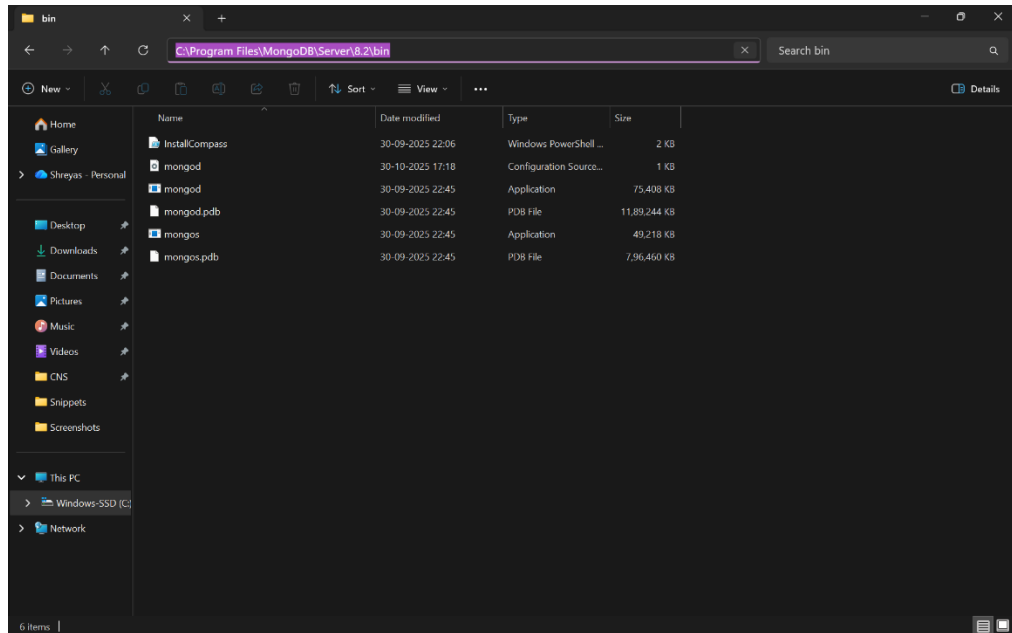 bin
C:\Program Files\MongoDB\Server\8.2\bin
Search bin
New
Sort
View
Details
Name Date modified Type Size
InstallCompass 30-09-2025 22:06 Windows PowerShell ... 2 KB
mongod 30-10-2025 17:18 Configuration Source... 1 KB
mongod 30-09-2025 22:45 Application 75,408 KB
mongod.pdb 30-09-2025 22:45 PDB File 11,89,244 KB
mongos 30-09-2025 22:45 Application 49,218 KB
mongos.pdb 30-09-2025 22:45 PDB File 7,96,460 KB
Home
Gallery
Shreyas - Personal
Desktop
Downloads
Documents
Pictures
Music
Videos
CNS
Snippets
Screenshots
This PC
Windows-SSD (C:
Network
6 items